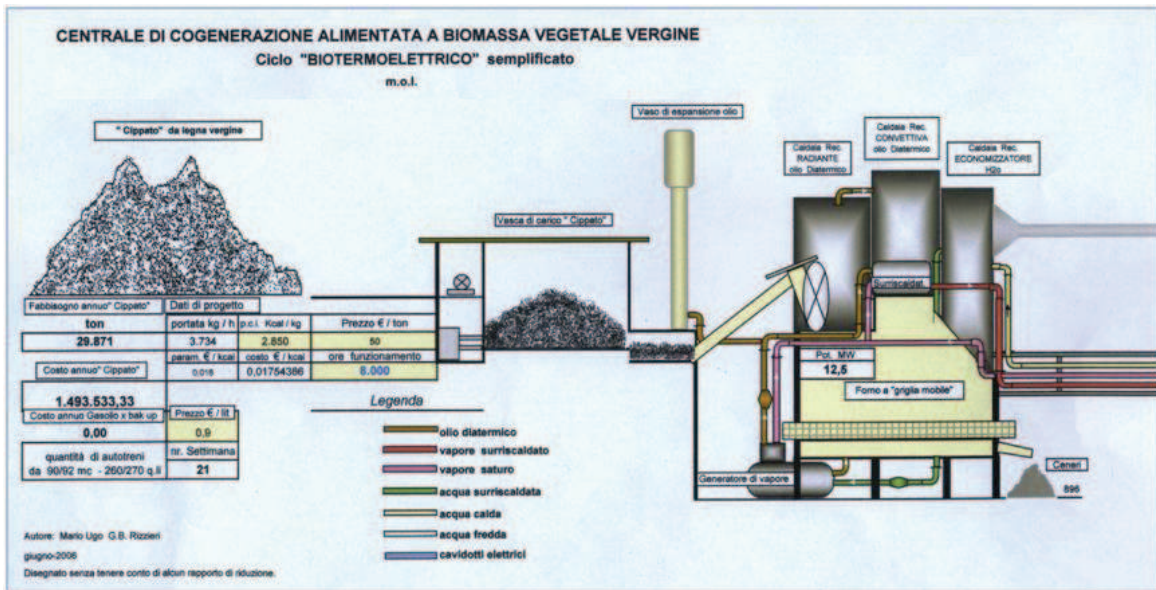 CENTRALE DI COGENERAZIONE ALIMENTATA A BIOMASSA VEGETALE VERGINE
Ciclo "BIOTERMOELETTRICO" semplificato
m.o.l.
" Cippato" da legna vergine
Vaso di espansione olio
Caldaia Rec.
RADIANTE
olio Diatermico
Caldaia Rec.
CONVETTIVA
olio Diatermico
Caldaia Rec.
ECONOMIZZATORE
H2o
Vasca di carico " Cippato"
Surriscaldat.
Fabbisogno annuo" Cippato" Dati di progetto
ton portata kg / h p.c.i. Kcal / kg Prezzo € / ton
29.871 3.734 2.850 50
param. € / kcal costo € / kcal ore funzionamento
Costo annuo" Cippato" 0,015 0,01754386 8.000
1.493.533,33
Costo annuo Gasolio x bak up Prezzo € / lit
0,00 0,9
quantità di autotreni nr. Settimana
da 90/92 mc - 260/270 q.li 21
Pot. MW
12,5
Forno a "griglia mobile"
Legenda
olio diatermico
vapore surriscaldato
vapore saturo
acqua surriscaldata
acqua calda
acqua fredda
cavidotti elettrici
Generatore di vapore
Ceneri
896
Autore: Mario Ugo G.B. Rizzieri
giugno-2006
Disegnato senza tenere conto di alcun rapporto di riduzione.